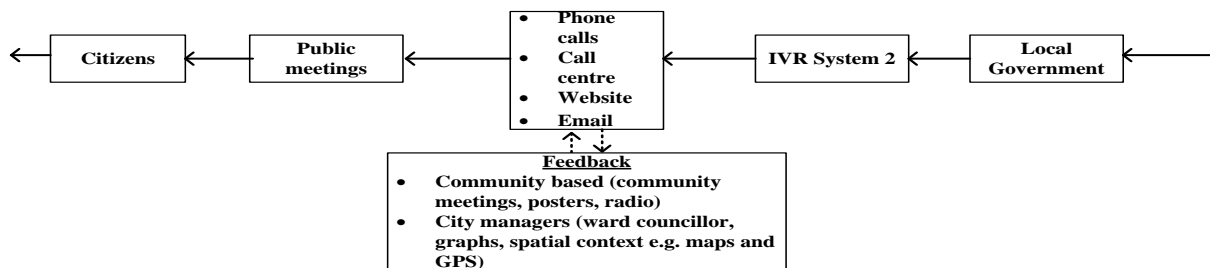 Citizens
Public
meetings
• Phone
calls
• Call
centre
• Website
• Email
IVR System 2
Local
Government
Feedback
• Community based (community
meetings, posters, radio)
• City managers (ward councillor,
graphs, spatial context e.g. maps and
GPS)